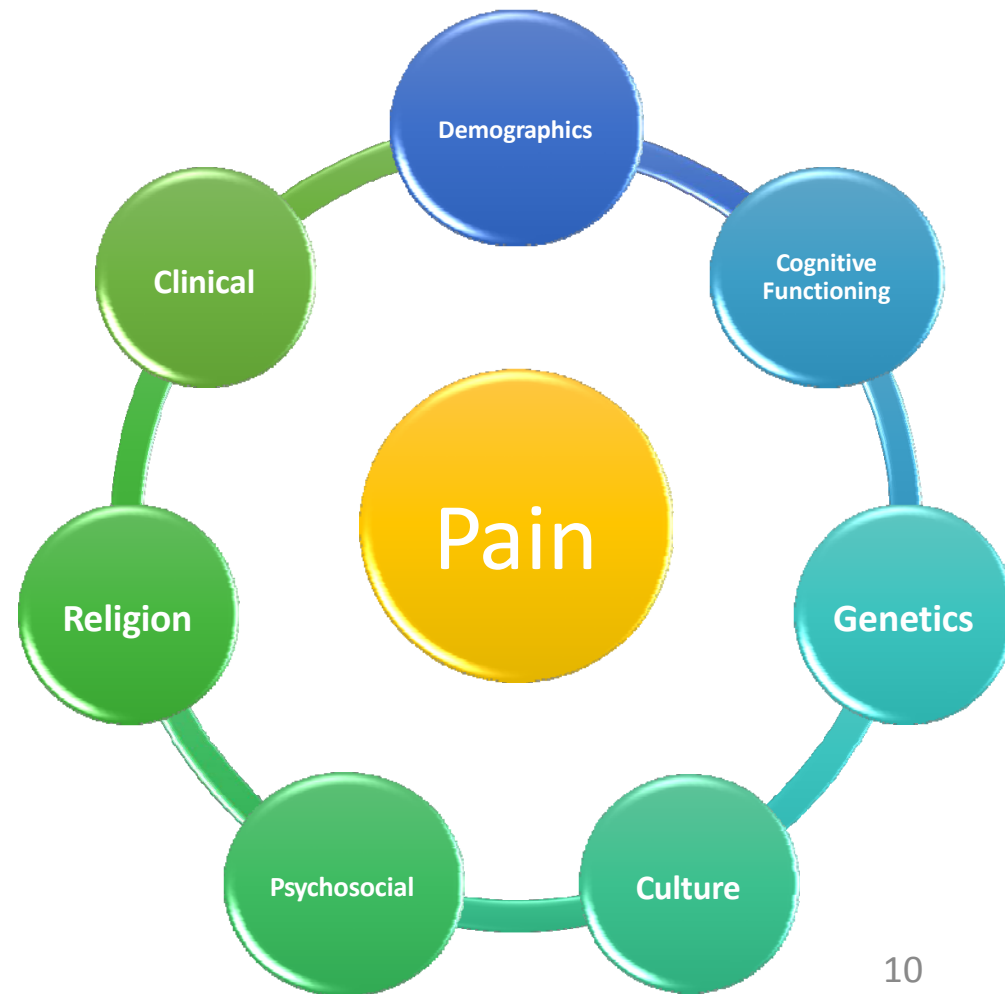 Demographics
Cognitive
Functioning
Genetics
Culture
Psychosocial
Religion
Clinical
Pain
10